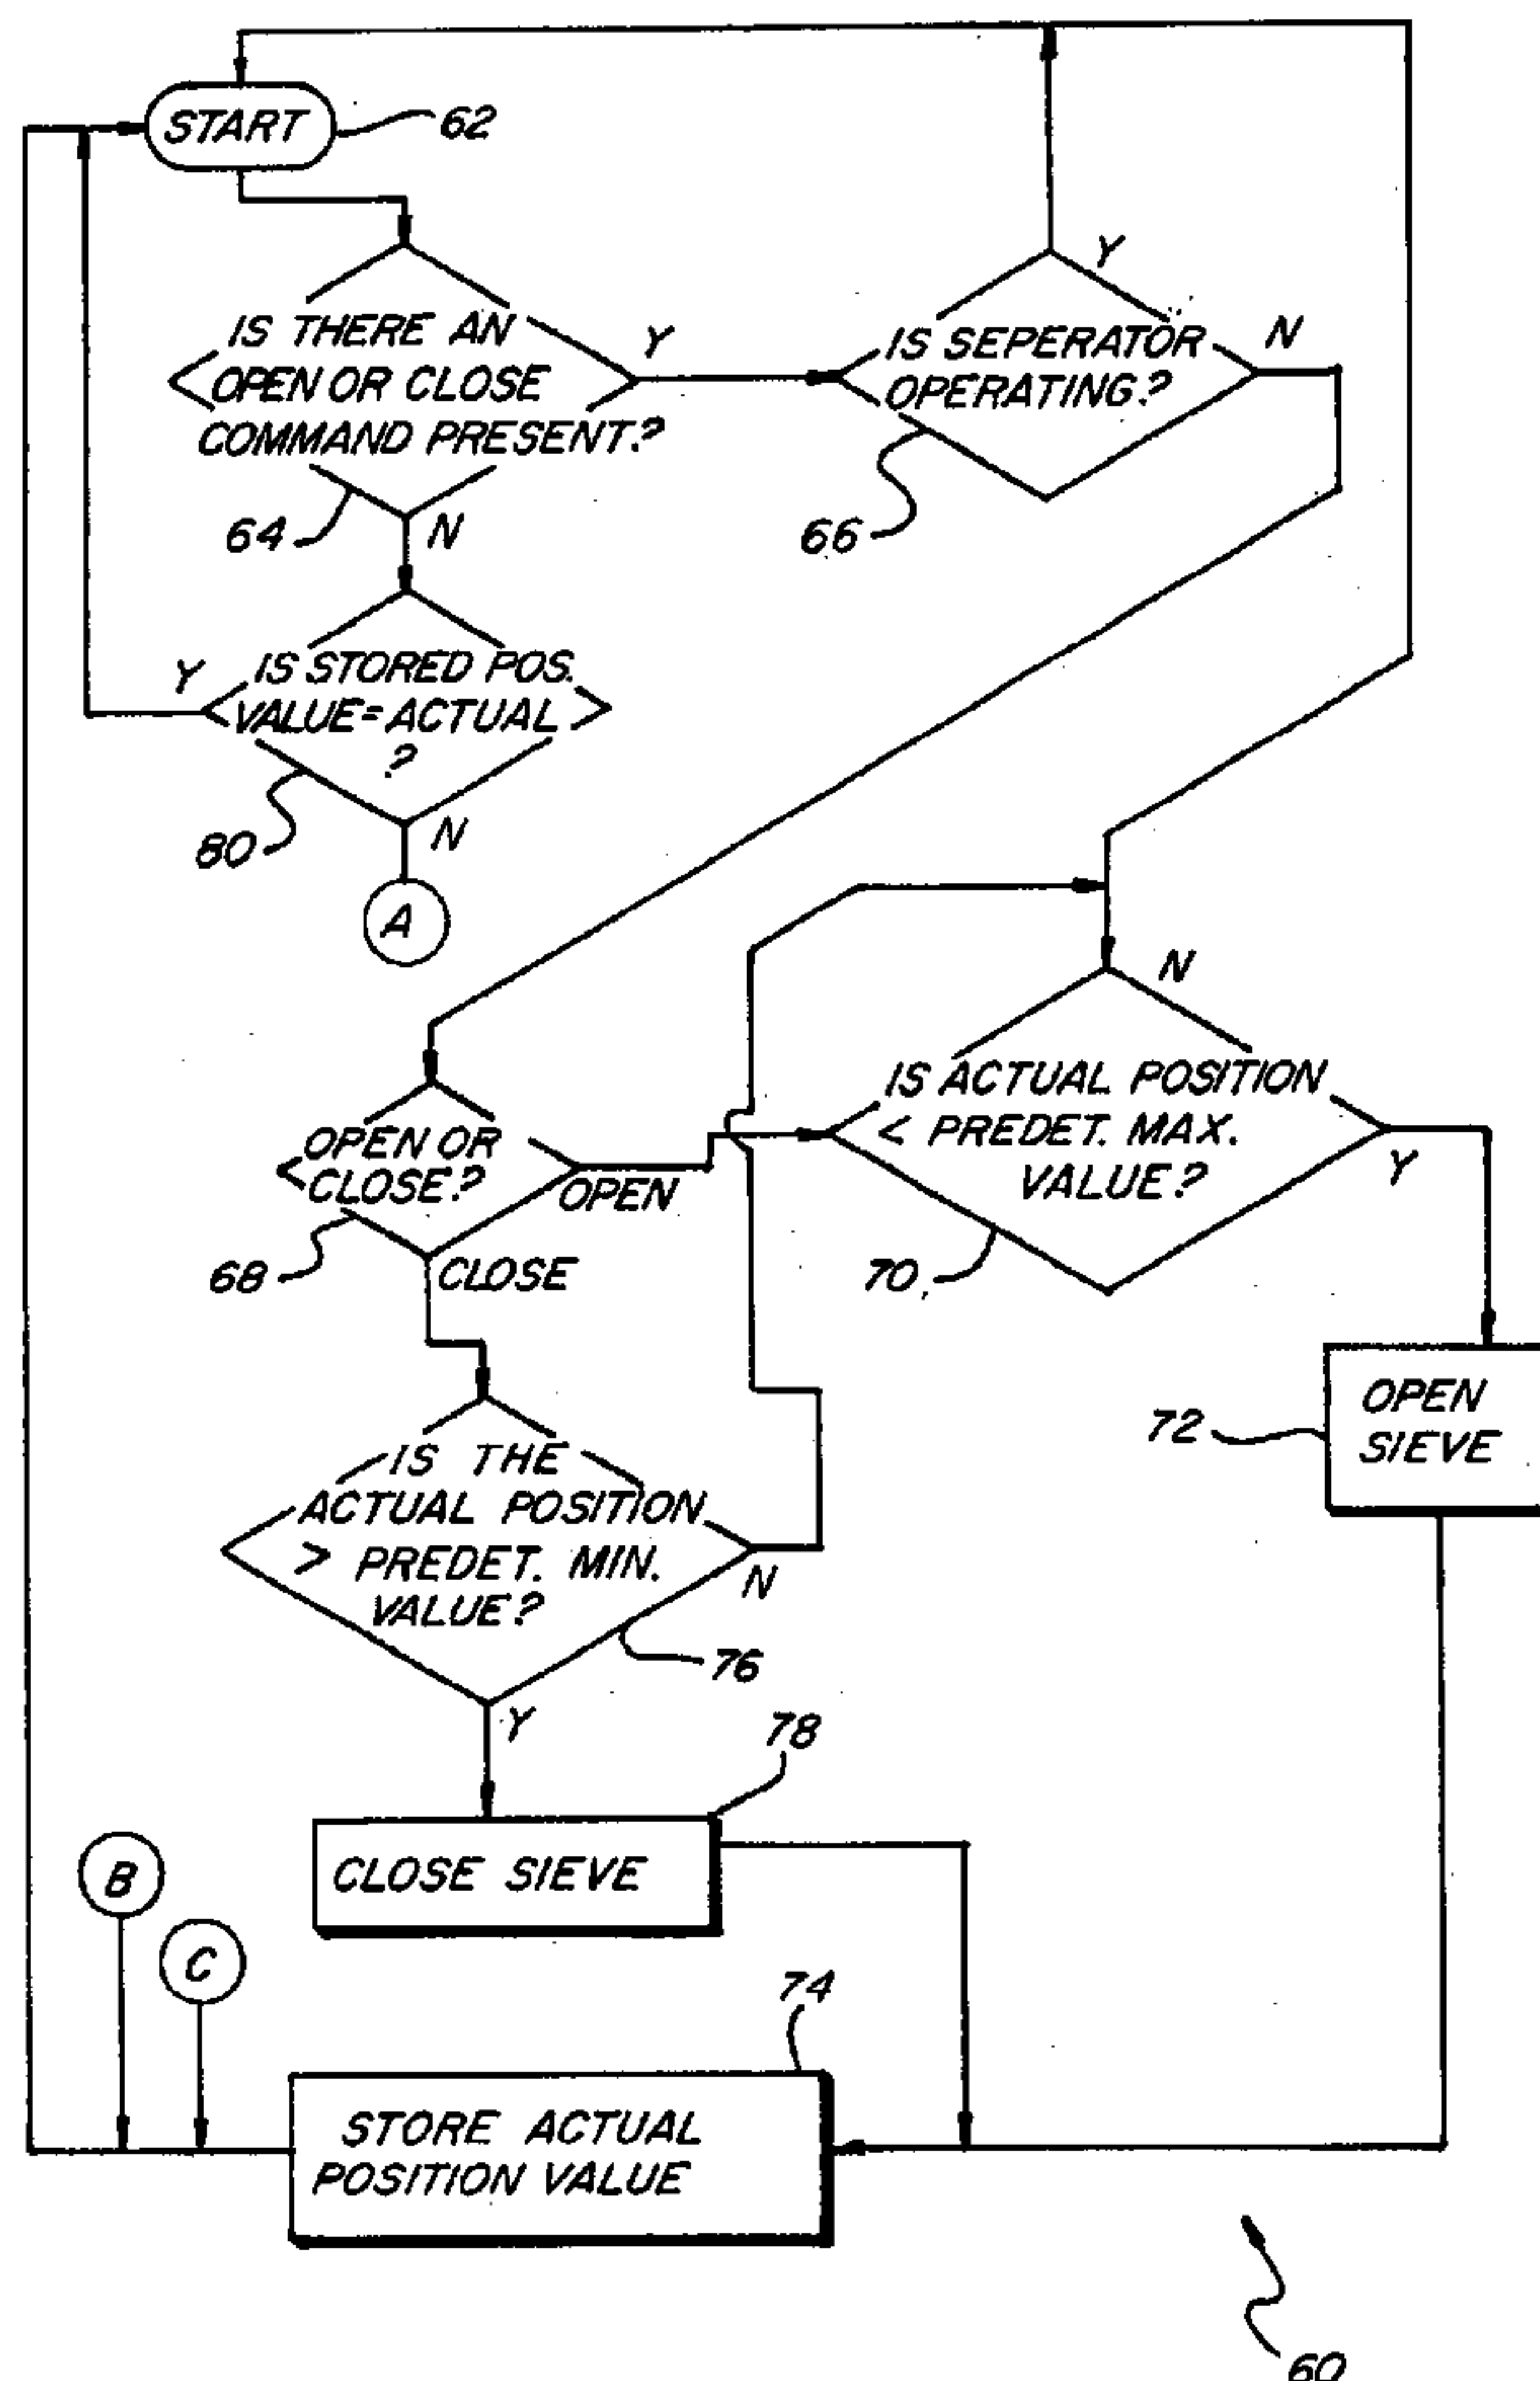 START
62
IS THERE AN
OPEN OR CLOSE
COMMAND PRESENT?
Y
64
N
IS SEPERATOR
OPERATING?
Y
N
66
IS STORED POS.
VALUE=ACTUAL
?
Y
80
N
A
OPEN OR
CLOSE?
OPEN
68
CLOSE
N
IS ACTUAL POSITION
< PREDET. MAX.
VALUE?
Y
70
OPEN
SIEVE
72
IS THE
ACTUAL POSITION
> PREDET. MIN.
VALUE?
N
76
Y
78
CLOSE SIEVE
B
C
74
STORE ACTUAL
POSITION VALUE
60